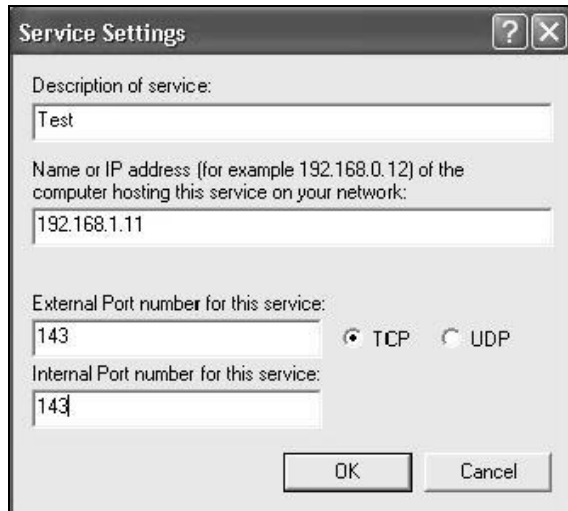 Service Settings
Description of service:
Test
Name or IP address (for example 192.168.0.12) of the
computer hosting this service on your network:
192.168.1.11
External Port number for this service:
143
TCP
UDP
Internal Port number for this service:
143
OK
Cancel